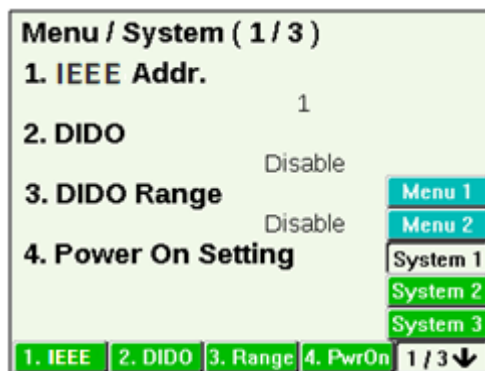 Menu / System ( 1 / 3 )
1. IEEE Addr.
1
2. DIDO
Disable
3. DIDO Range
Disable
4. Power On Setting
Menu 1
Menu 2
System 1
System 2
System 3
1. IEEE 2. DIDO 3. Range 4. PwrOn 1 / 3 ↓